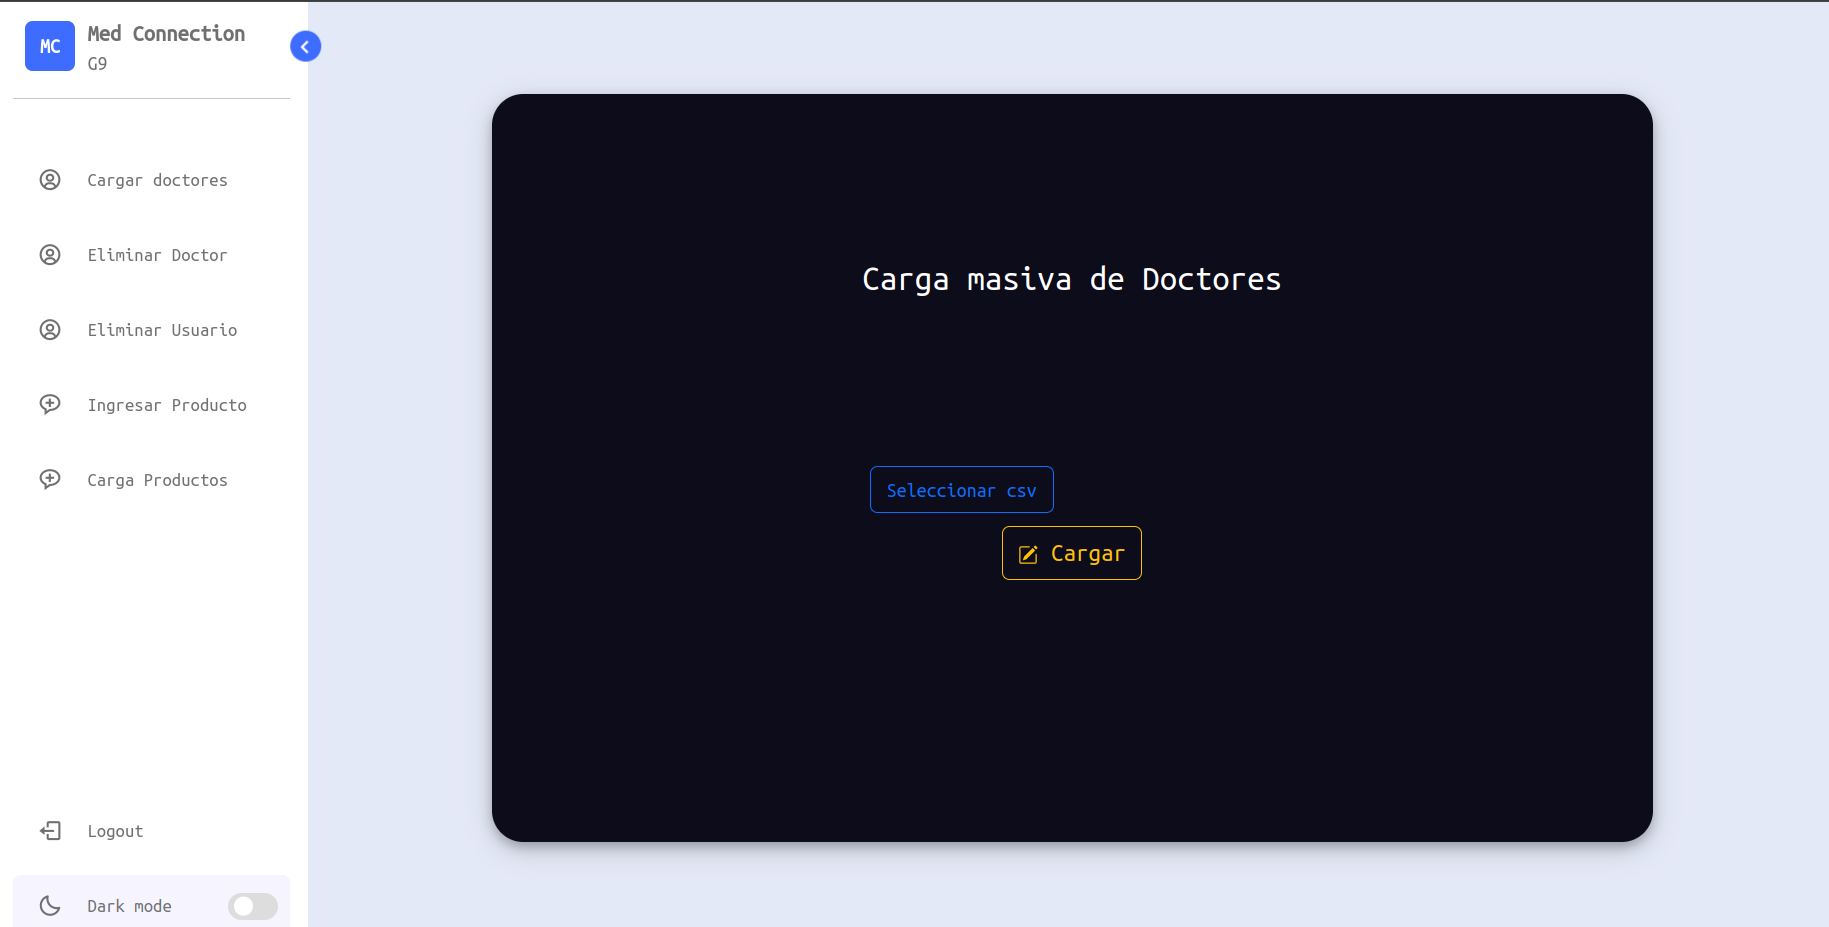 MC
Med Connection
G9
Cargar doctores
Eliminar Doctor
Eliminar Usuario
Ingresar Producto
Carga Productos
Logout
Dark mode
Carga masiva de Doctores
Seleccionar csv
Cargar